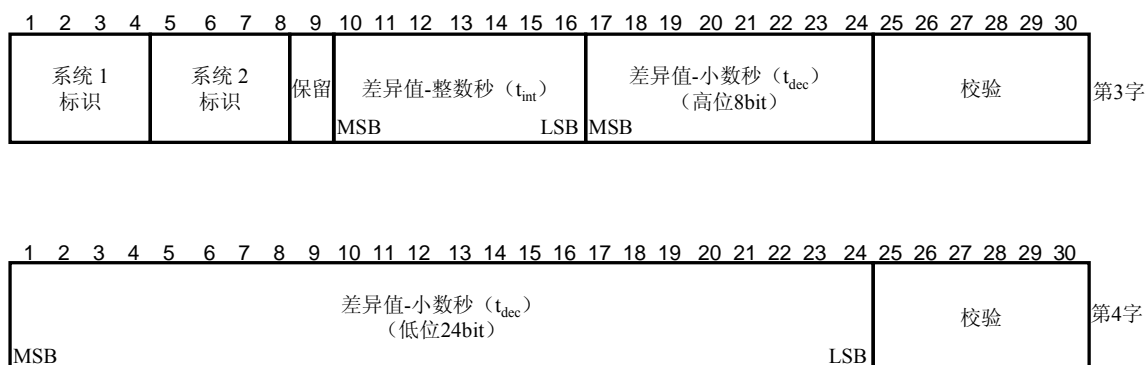 1 2 3 4 5 6 7 8 9 10 11 12 13 14 15 16 17 18 19 20 21 22 23 24 25 26 27 28 29 30
系统 1
标识
系统 2
标识
保留
差异值-整数秒（tint）
MSB LSB
差异值-小数秒（tdec）
（高位8bit）
MSB
校验
第3字
1 2 3 4 5 6 7 8 9 10 11 12 13 14 15 16 17 18 19 20 21 22 23 24 25 26 27 28 29 30
差异值-小数秒（tdec）
（低位24bit）
MSB LSB
校验
第4字